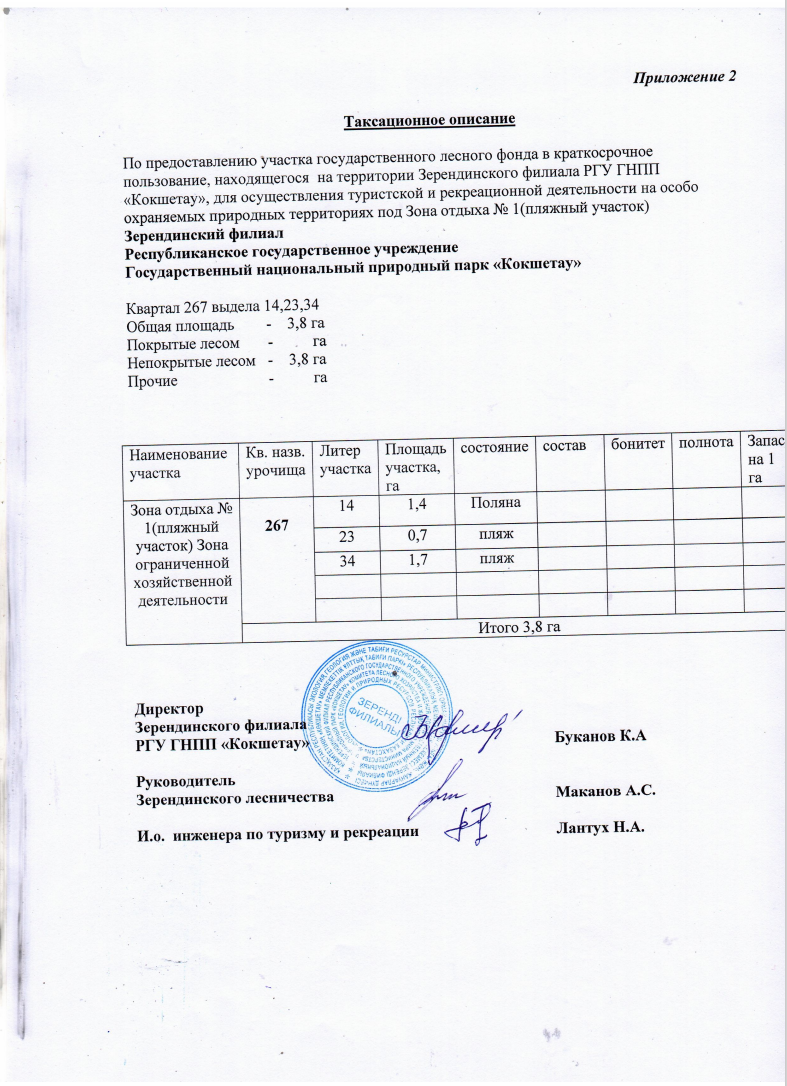 Приложение 2
Таксационное описание
По предоставлению участка государственного лесного фонда в краткосрочное
пользование, находящегося на территории Зерендинского филиала РГУ ГНПП
«Кокшетау», для осуществления туристской и рекреационной деятельности на особо
охраняемых природных территориях под Зона отдыха № 1(пляжный участок)
Зерендинский филиал
Республиканское государственное учреждение
Государственный национальный природный парк «Кокшетау»
Квартал 267 выдела 14,23,34
Общая площадь - 3,8 га
Покрытые лесом - га
Непокрытые лесом - 3,8 га
Прочие - га
Наименование участка | Кв. назв. урочища | Литер участка | Площадь участка, га | состояние | состав | бонитет | полнота | Запас на 1 га
Зона отдыха № 1(пляжный участок) Зона ограниченной хозяйственной деятельности | 267 | 14 | 1,4 | Поляна
23 | 0,7 | пляж
34 | 1,7 | пляж
Итого 3,8 га
ЗЕРЕНДІ
ФИЛИАЛЫ
Директор
Зерендинского филиала
РГУ ГНПП «Кокшетау» Буканов К.А
Руководитель
Зерендинского лесничества Маканов А.С.
И.о. инженера по туризму и рекреации Лантух Н.А.